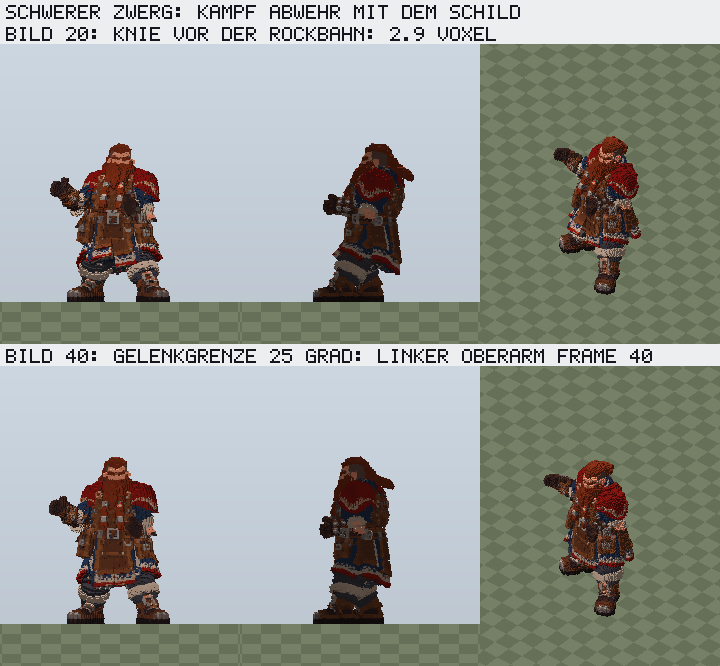 SCHWERER ZWERG: KAMPF ABWEHR MIT DEM SCHILD
BILD 20: KNIE VOR DER ROCKBAHN: 2.9 VOXEL
BILD 40: GELENKGRENZE 25 GRAD: LINKER OBERARM FRAME 40